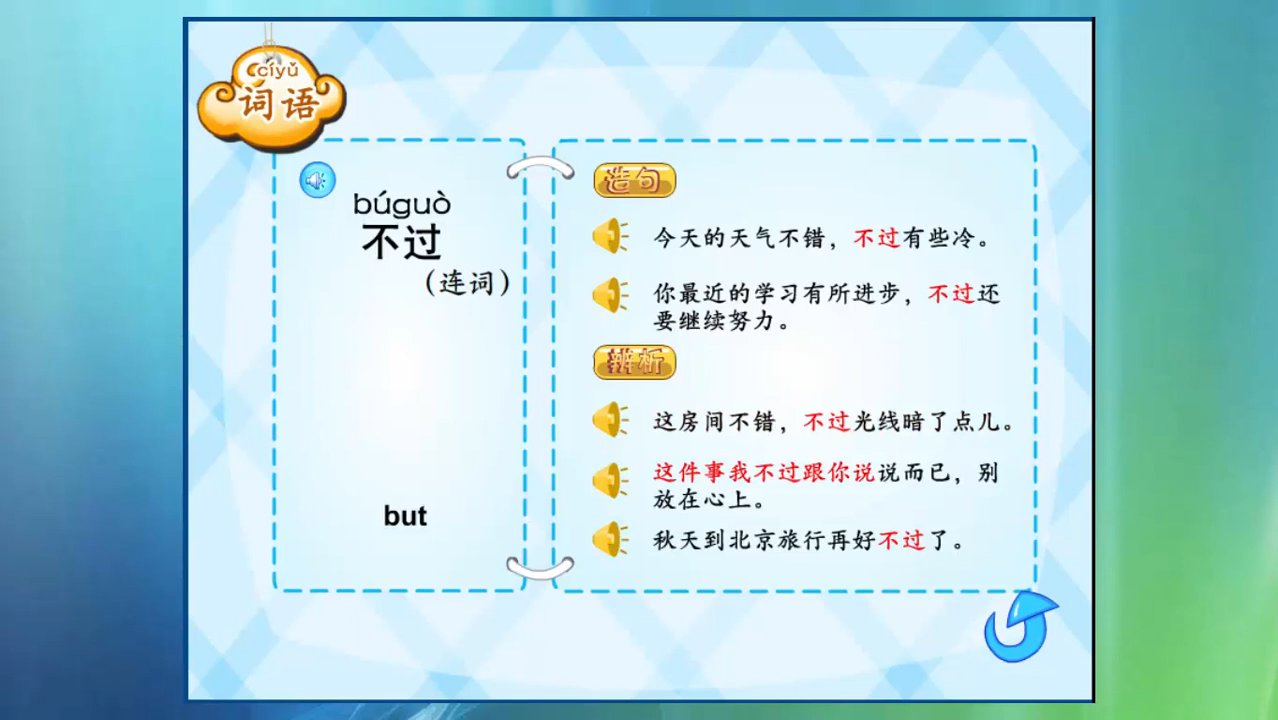 cíyǔ
词语
búguò
不过
（连词）
but
造句
今天的天气不错，不过有些冷。
你最近的学习有所进步，不过还
要继续努力。
辨析
这房间不错，不过光线暗了点儿。
这件事我不过跟你说说而已，别
放在心上。
秋天到北京旅行再好不过了。